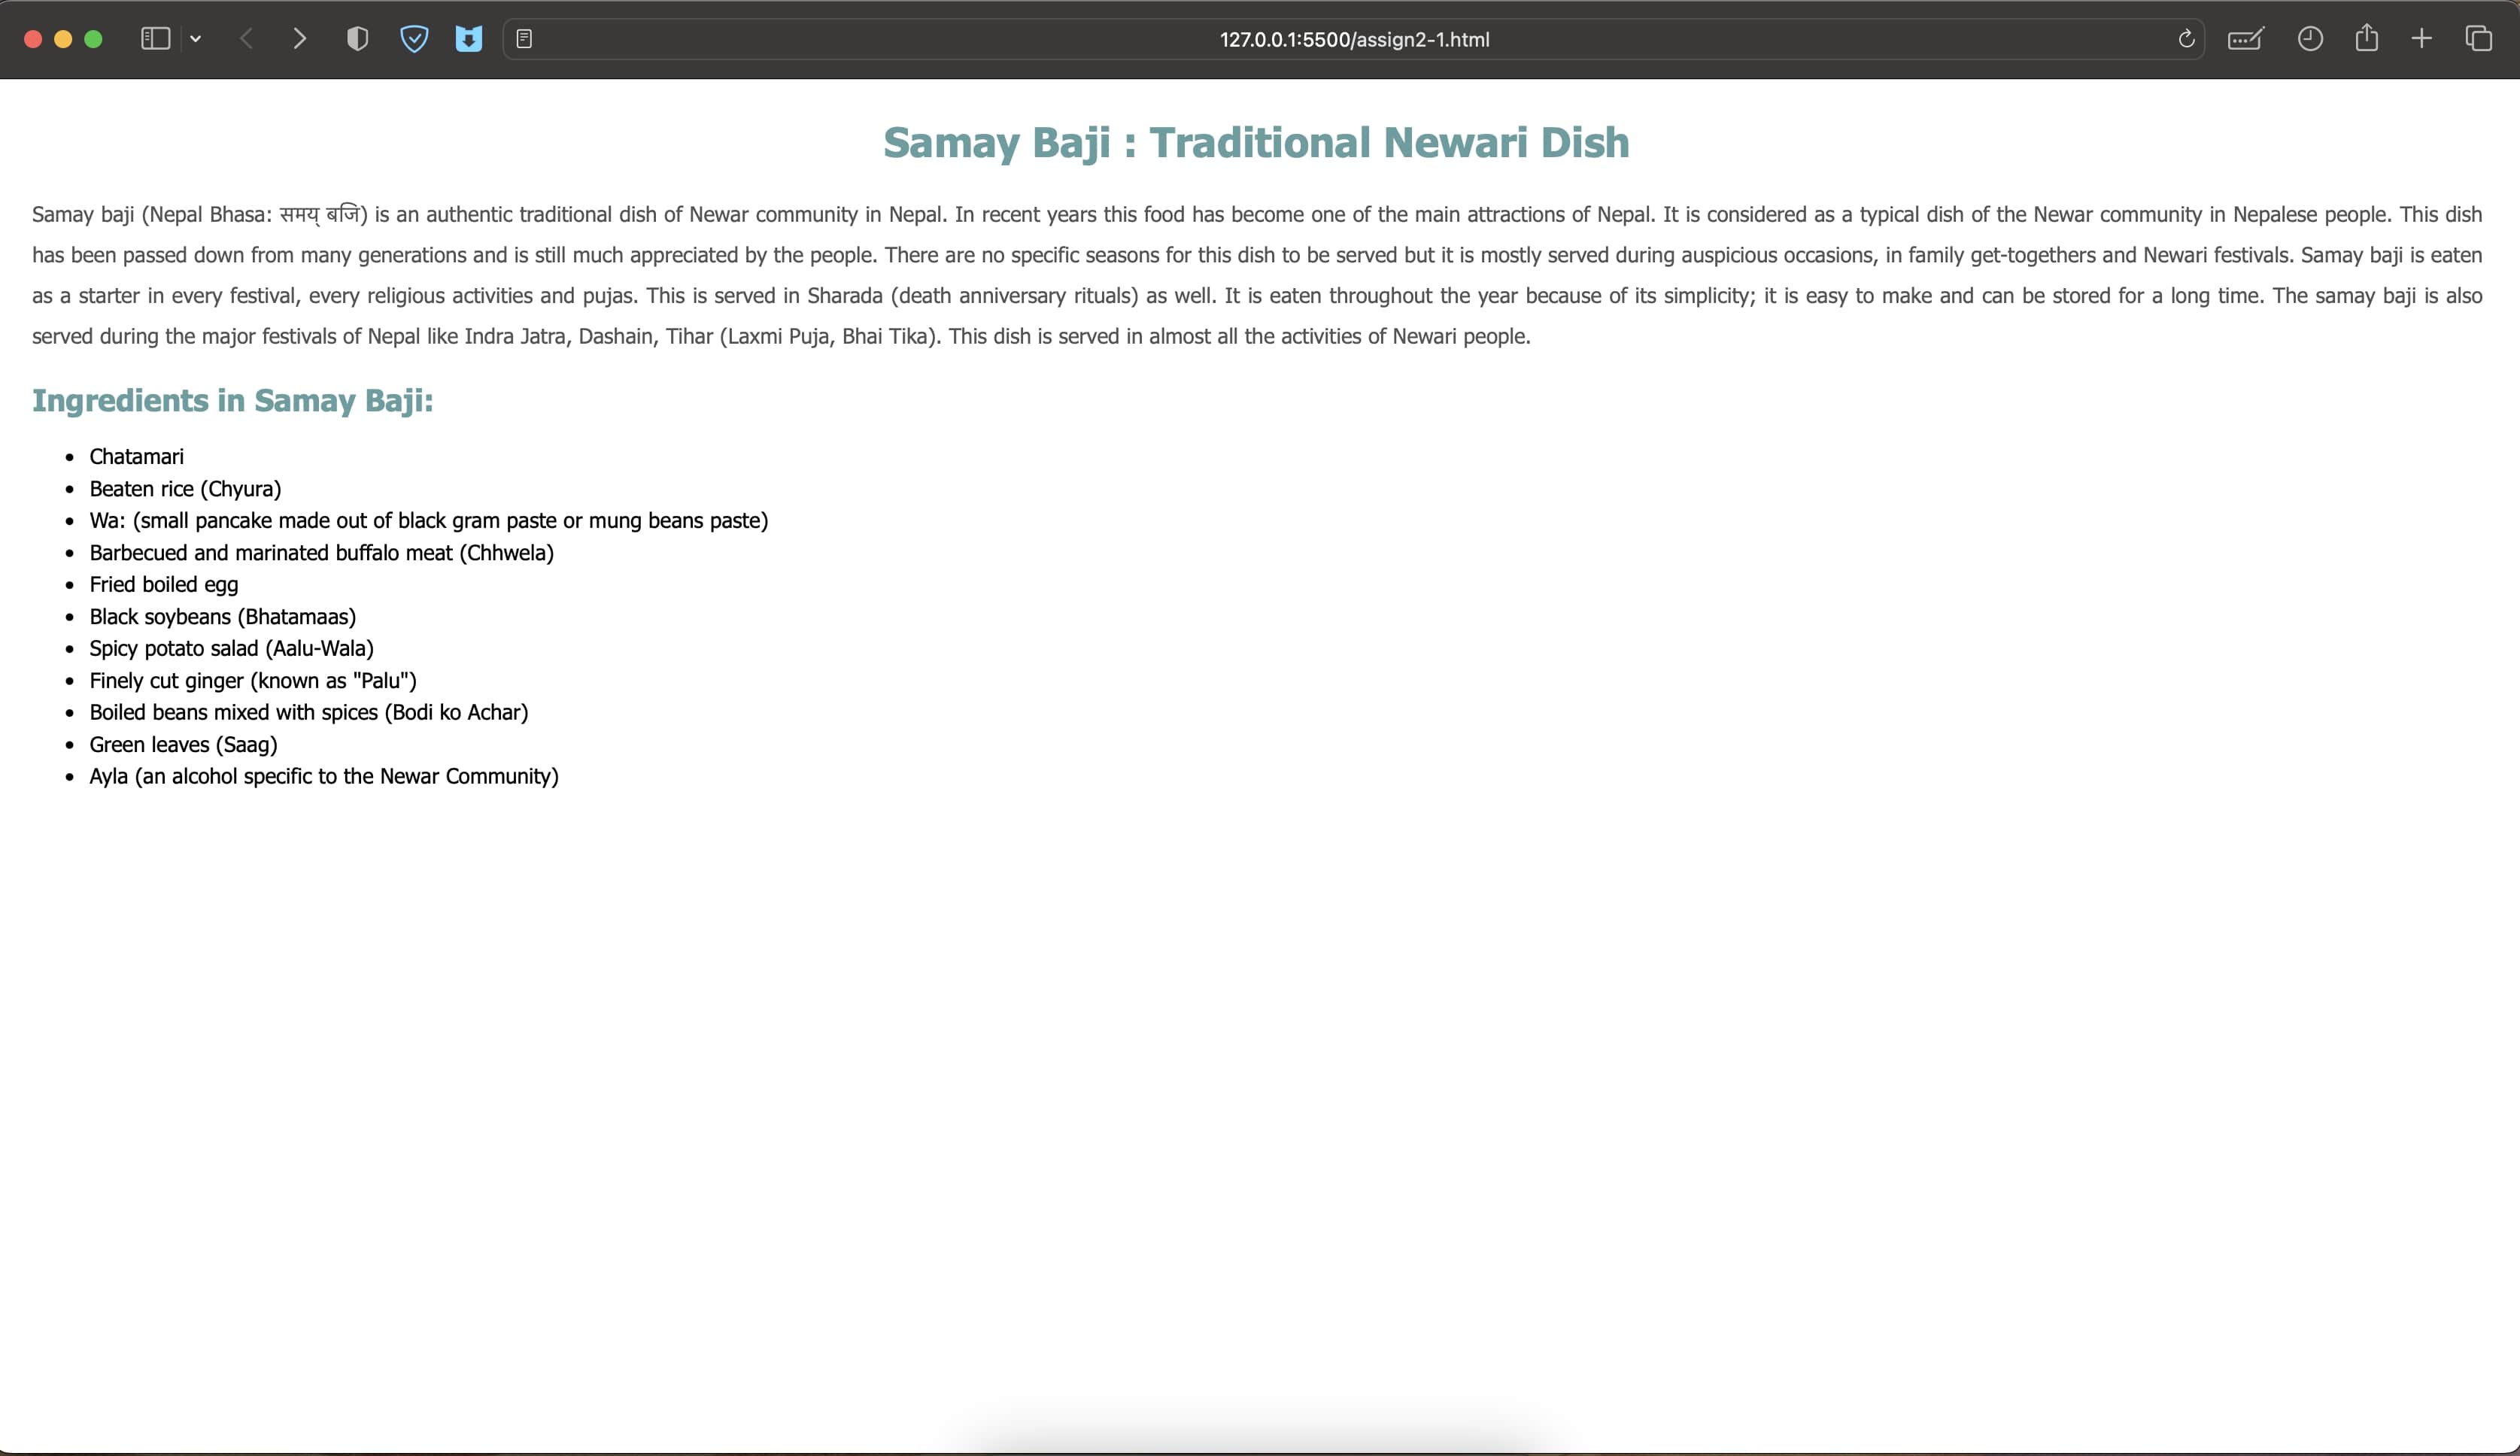 127.0.0.1:5500/assign2-1.html
Samay Baji : Traditional Newari Dish
Samay baji (Nepal Bhasa: समय् बजि) is an authentic traditional dish of Newar community in Nepal. In recent years this food has become one of the main attractions of Nepal. It is considered as a typical dish of the Newar community in Nepalese people. This dish
has been passed down from many generations and is still much appreciated by the people. There are no specific seasons for this dish to be served but it is mostly served during auspicious occasions, in family get-togethers and Newari festivals. Samay baji is eaten
as a starter in every festival, every religious activities and pujas. This is served in Sharada (death anniversary rituals) as well. It is eaten throughout the year because of its simplicity; it is easy to make and can be stored for a long time. The samay baji is also
served during the major festivals of Nepal like Indra Jatra, Dashain, Tihar (Laxmi Puja, Bhai Tika). This dish is served in almost all the activities of Newari people.
Ingredients in Samay Baji:
• Chatamari
• Beaten rice (Chyura)
• Wa: (small pancake made out of black gram paste or mung beans paste)
• Barbecued and marinated buffalo meat (Chhwela)
• Fried boiled egg
• Black soybeans (Bhatamaas)
• Spicy potato salad (Aalu-Wala)
• Finely cut ginger (known as "Palu")
• Boiled beans mixed with spices (Bodi ko Achar)
• Green leaves (Saag)
• Ayla (an alcohol specific to the Newar Community)